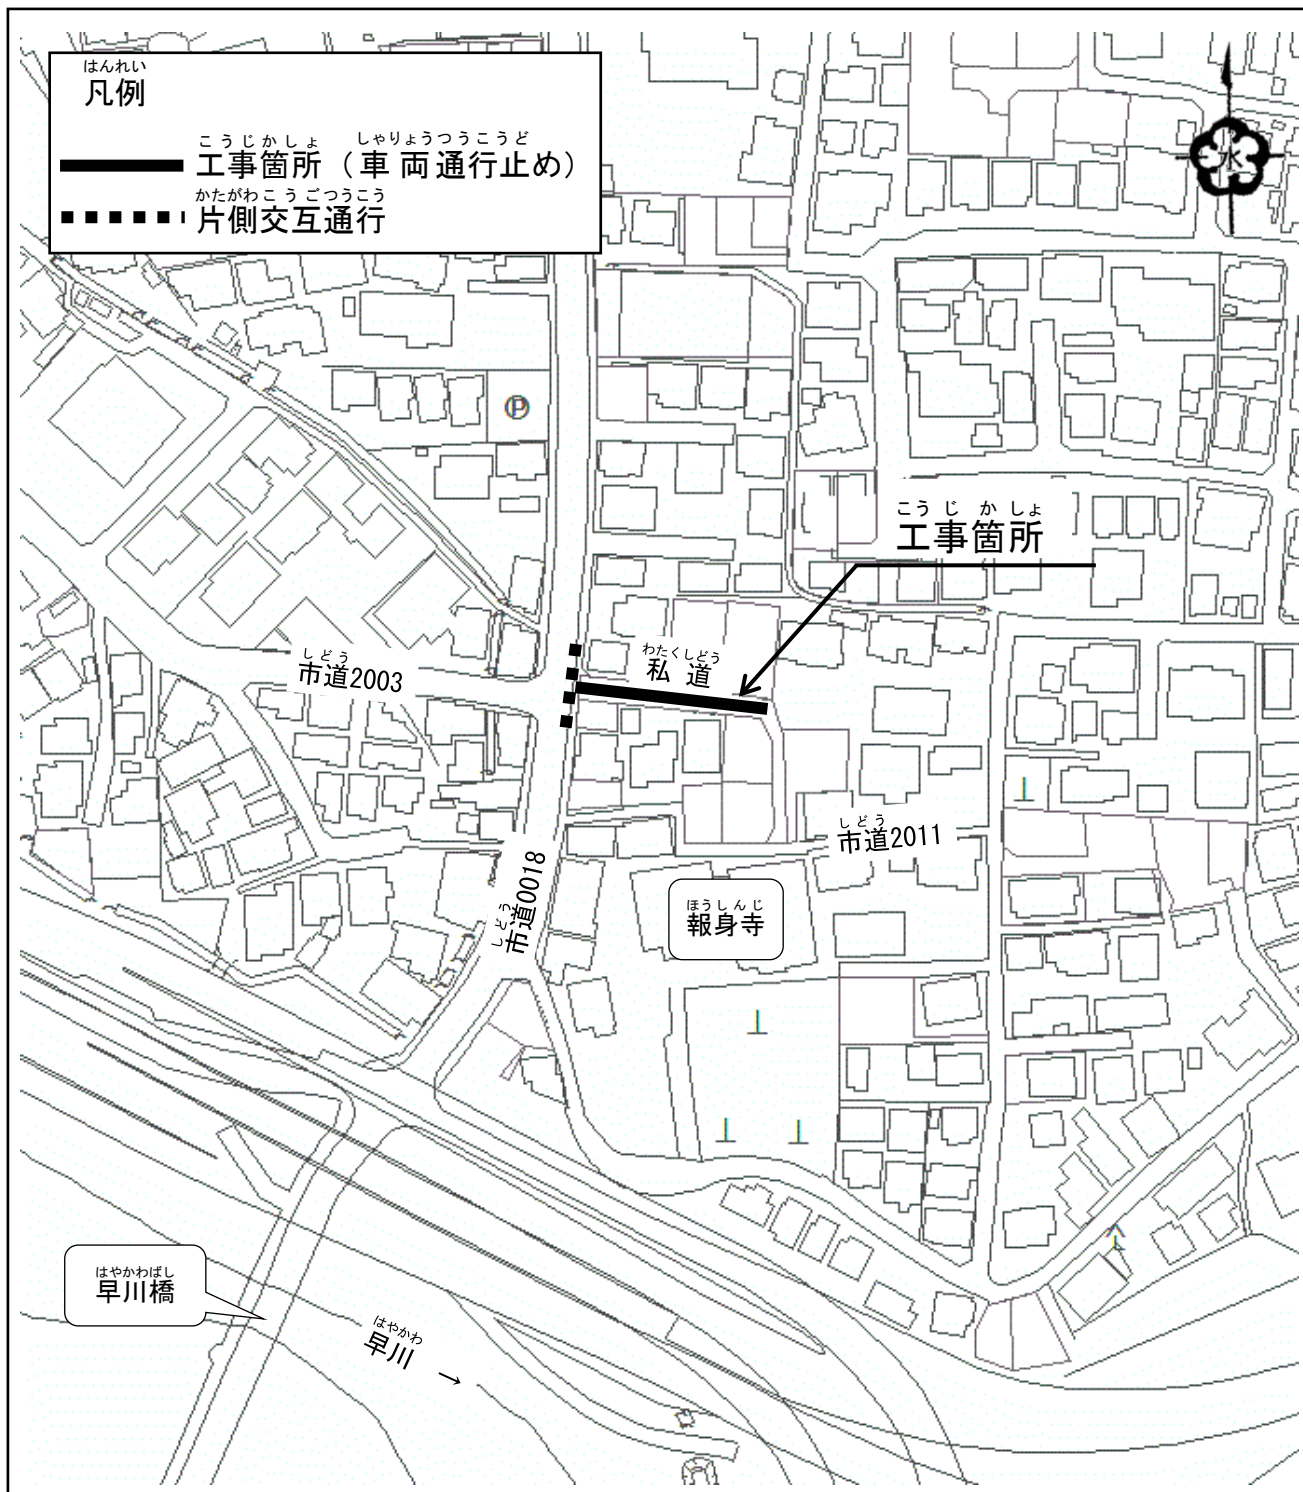 はんれい
凡例
こうじかしょ しゃりょうつうこうど
工事箇所（車両通行止め）
かたがわこうごつうこう
片側交互通行
水
Ⓟ
こうじかしょ
工事箇所
わたくしどう
私道
しどう
市道2003
しどう
市道2011
しどう
市道0018
ほうしんじ
報身寺
はやかわばし
早川橋
はやかわ
早川 →